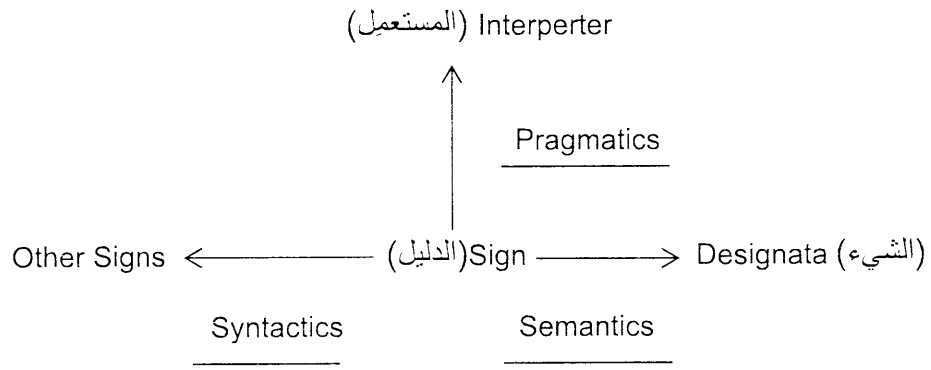 (المستعمِل) Interperter
Pragmatics
Other Signs (الدليل)Sign Designata (الشيء)
Syntactics Semantics